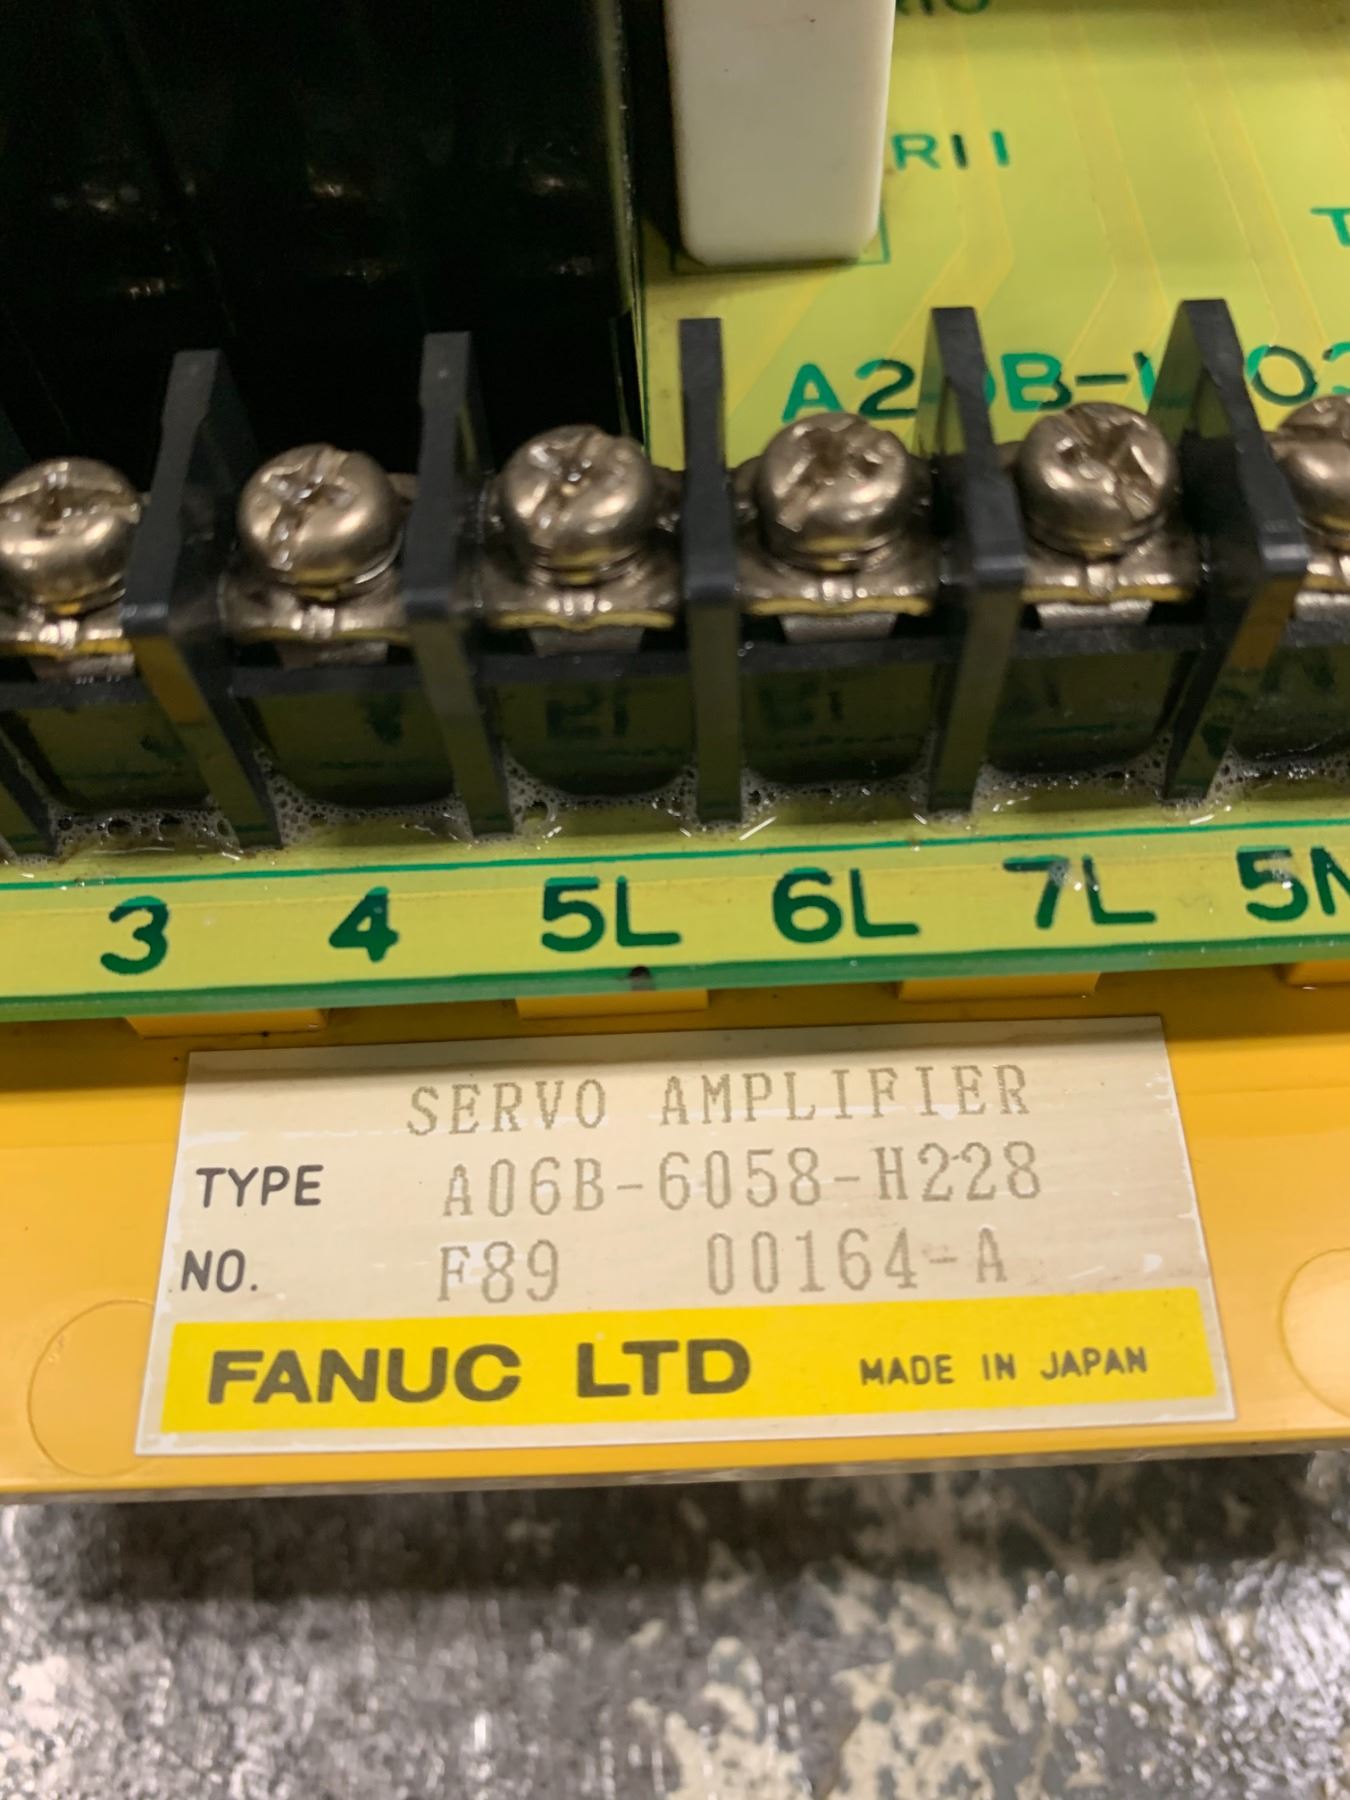 R11
3 4 5L 6L 7L
SERVO AMPLIFIER
TYPE A06B-6058-H228
NO. F89 00164-A
FANUC LTD MADE IN JAPAN